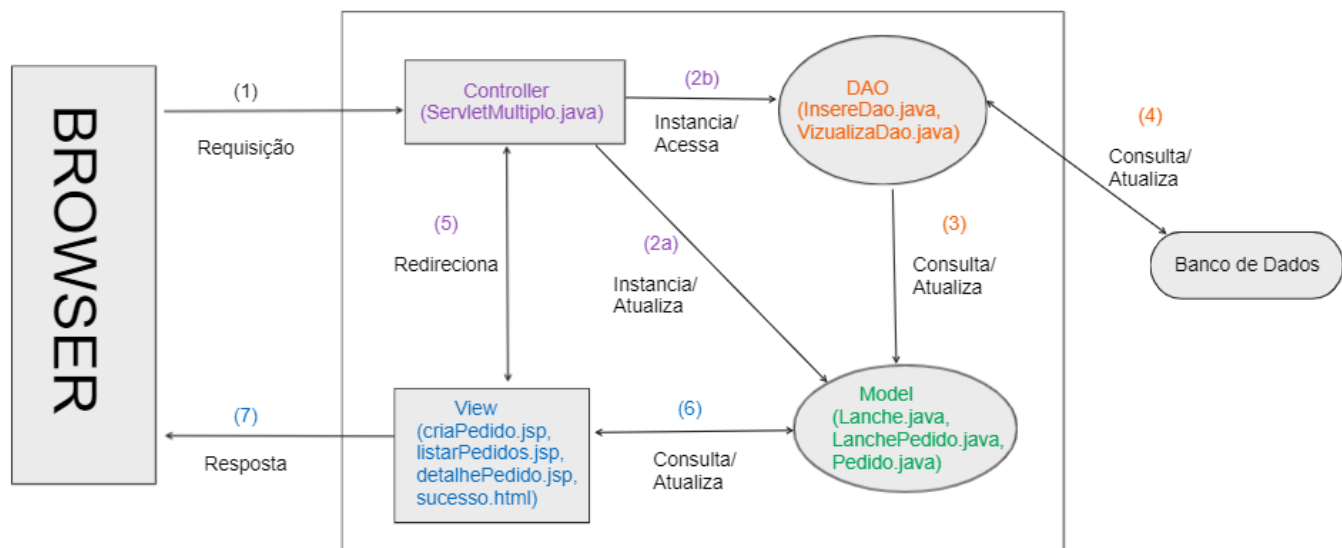 BROWSER
(1)
Requisição
Controller
(ServletMultiplo.java)
(2b)
Instancia/
Acessa
DAO
(InsereDao.java,
VizualizaDao.java)
(4)
Consulta/
Atualiza
Banco de Dados
(5)
Redireciona
(2a)
Instancia/
Atualiza
(3)
Consulta/
Atualiza
(7)
Resposta
View
(criaPedido.jsp,
listarPedidos.jsp,
detalhePedido.jsp,
sucesso.html)
(6)
Consulta/
Atualiza
Model
(Lanche.java,
LanchePedido.java,
Pedido.java)